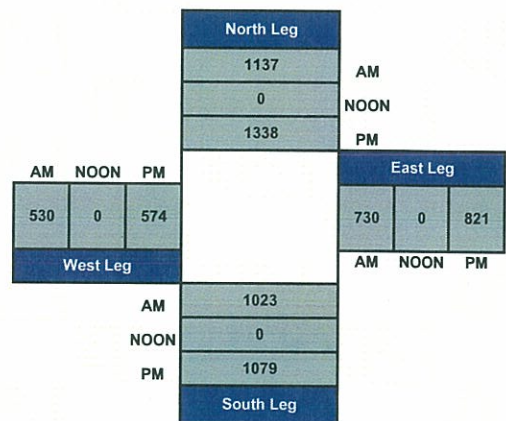 North Leg
1137 AM
0 NOON
1338 PM
AM NOON PM
East Leg
530 0 574
730 0 821
West Leg
AM NOON PM
AM 1023
NOON 0
PM 1079
South Leg